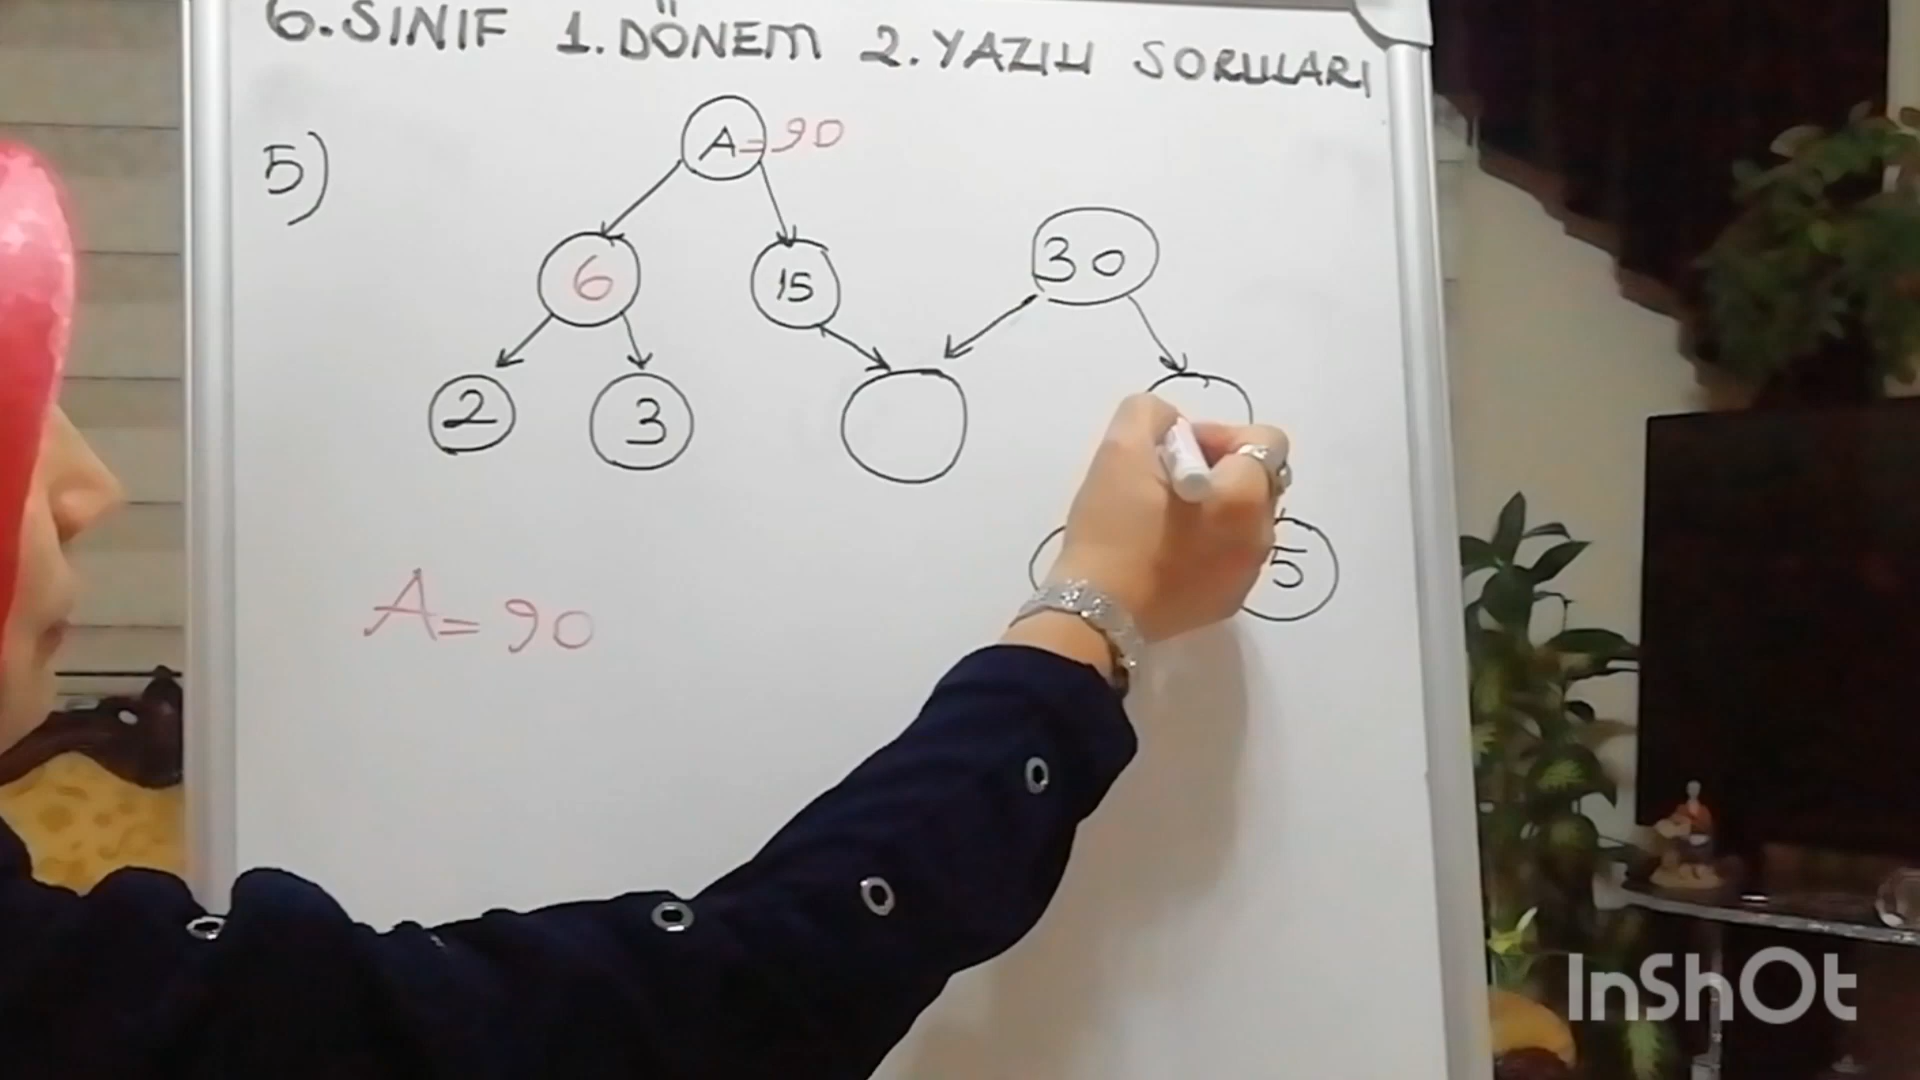 6.SINIF 1.DÖNEM 2.YAZILI SORULARI
5)
A=90
6
15
30
2
3
5
A=90
InShOt